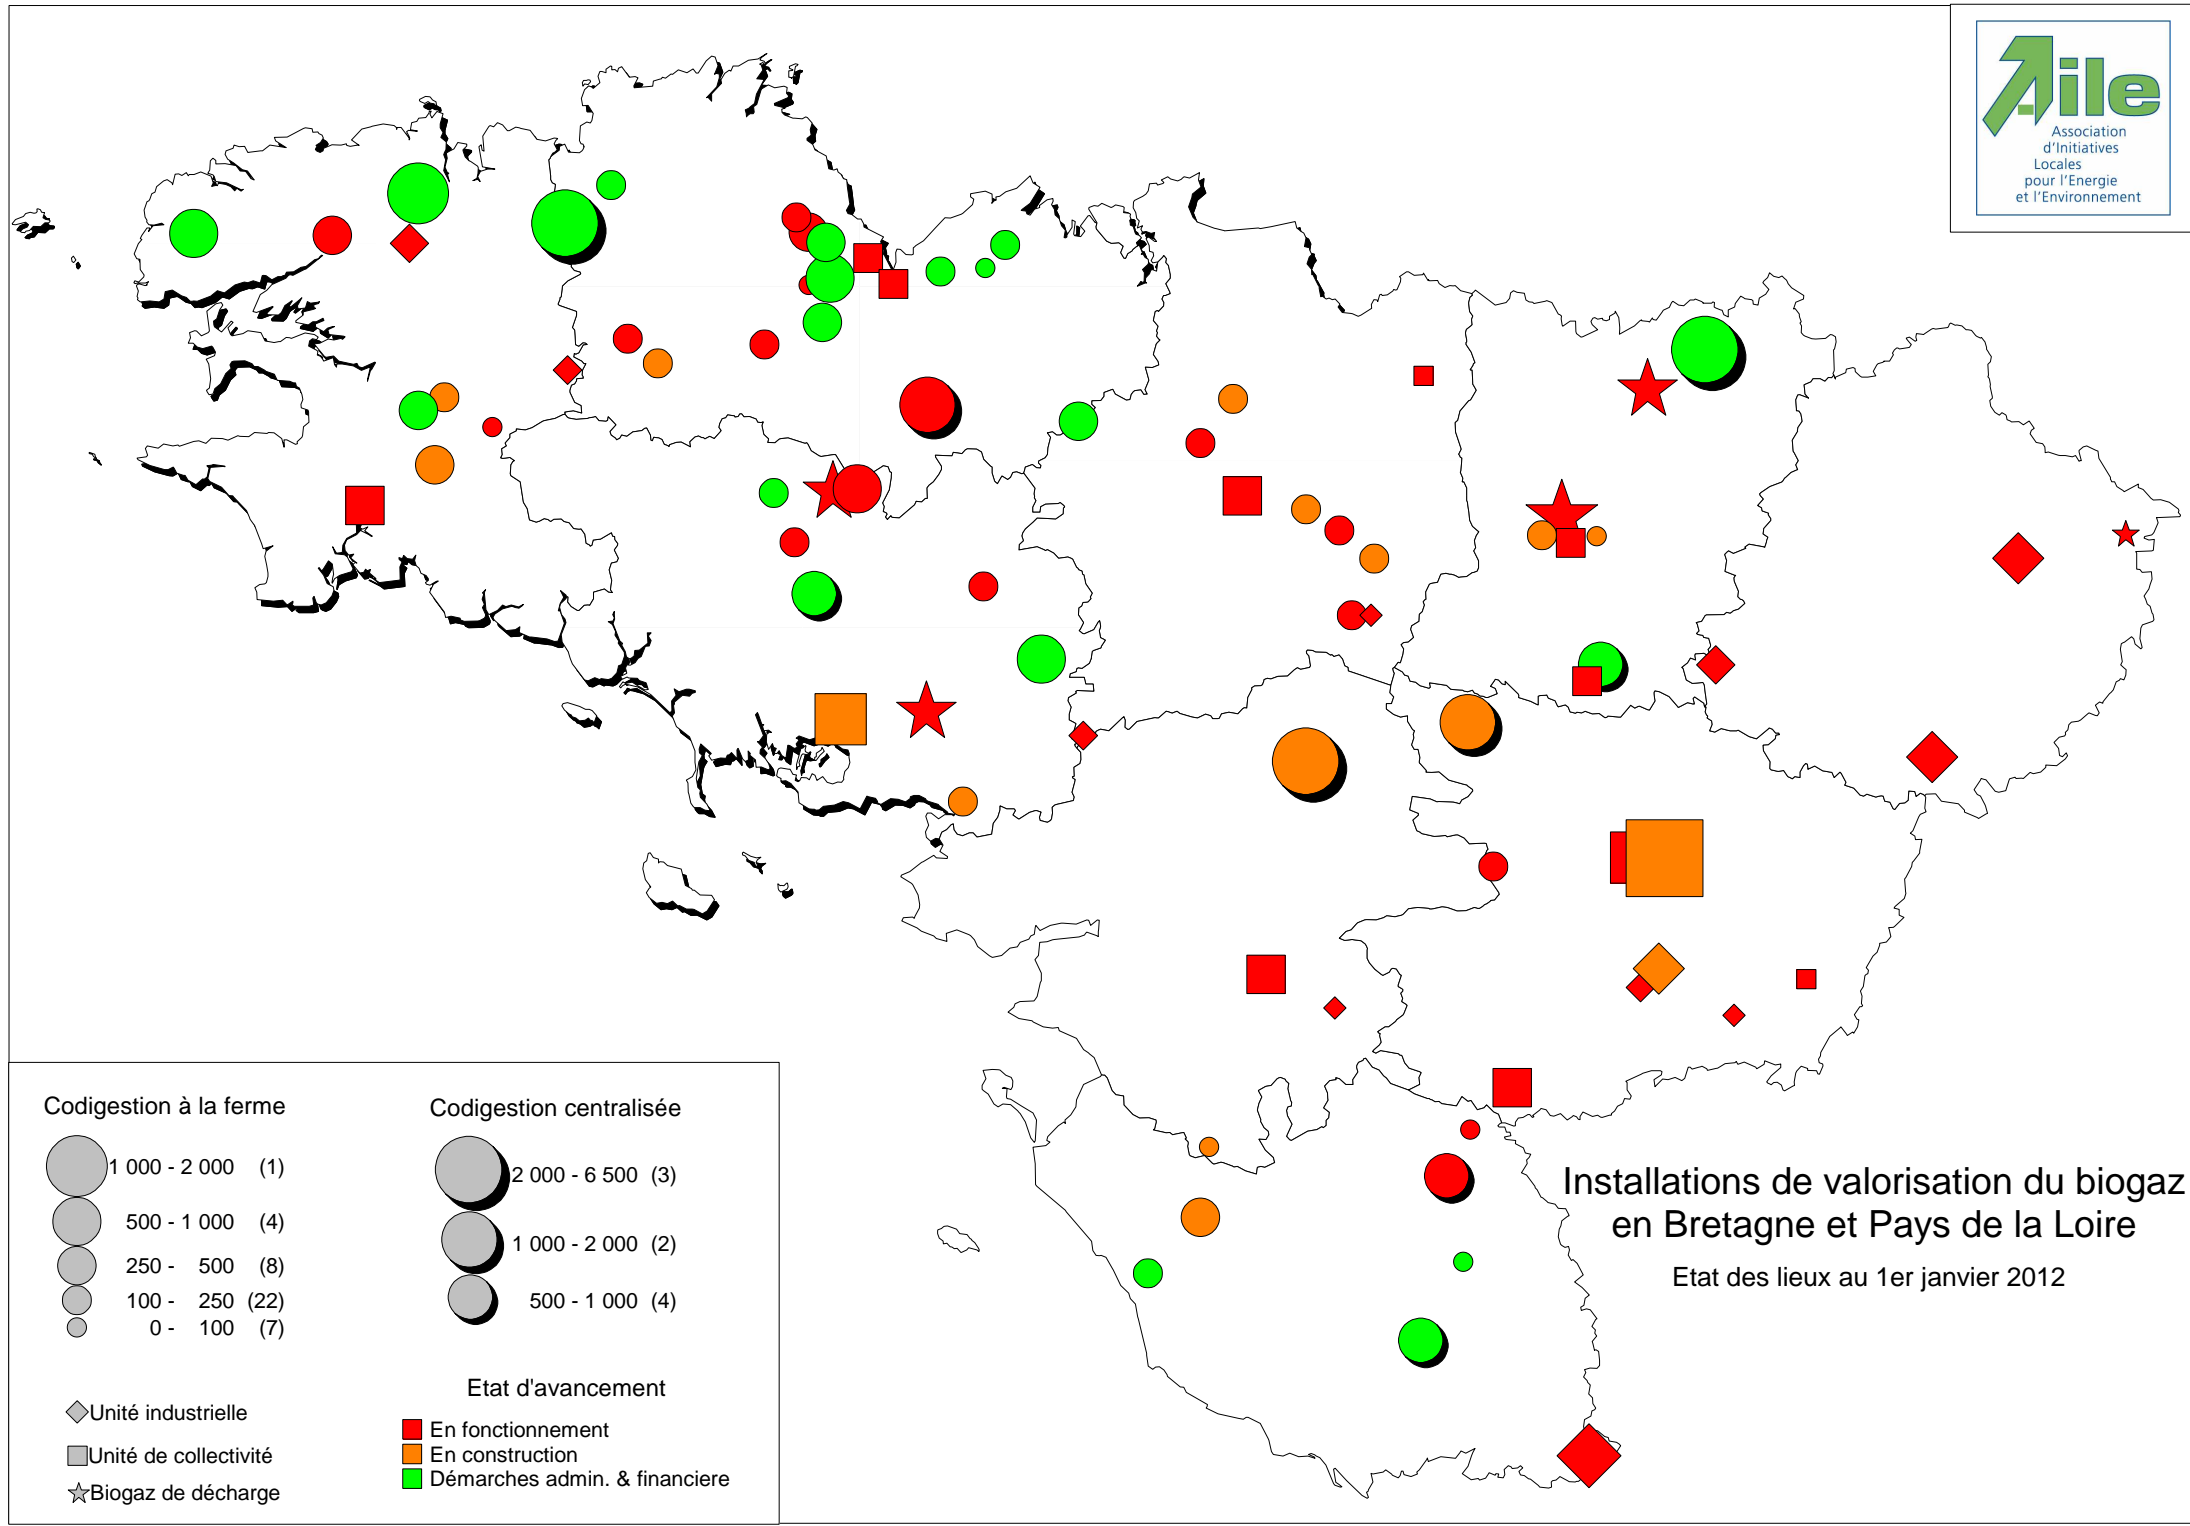 Aile
Association
d'Initiatives
Locales
pour l'Energie
et l'Environnement
Codigestion à la ferme
1 000 - 2 000 (1)
500 - 1 000 (4)
250 - 500 (8)
100 - 250 (22)
0 - 100 (7)
Unité industrielle
Unité de collectivité
Biogaz de décharge
Codigestion centralisée
2 000 - 6 500 (3)
1 000 - 2 000 (2)
500 - 1 000 (4)
Etat d'avancement
En fonctionnement
En construction
Démarches admin. & financiere
Installations de valorisation du biogaz
en Bretagne et Pays de la Loire
Etat des lieux au 1er janvier 2012